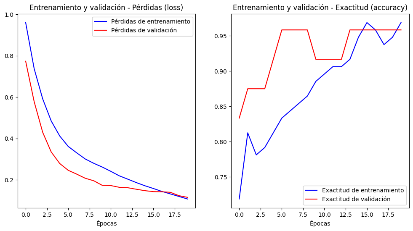 Entrenamiento y validación - Pérdidas (loss)
1.0
0.8
0.6
0.4
0.2
0.0 2.5 5.0 7.5 10.0 12.5 15.0 17.5
Épocas
Pérdidas de entrenamiento
Pérdidas de validación
Entrenamiento y validación - Exactitud (accuracy)
0.95
0.90
0.85
0.80
0.75
0.0 2.5 5.0 7.5 10.0 12.5 15.0 17.5
Épocas
Exactitud de entrenamiento
Exactitud de validación